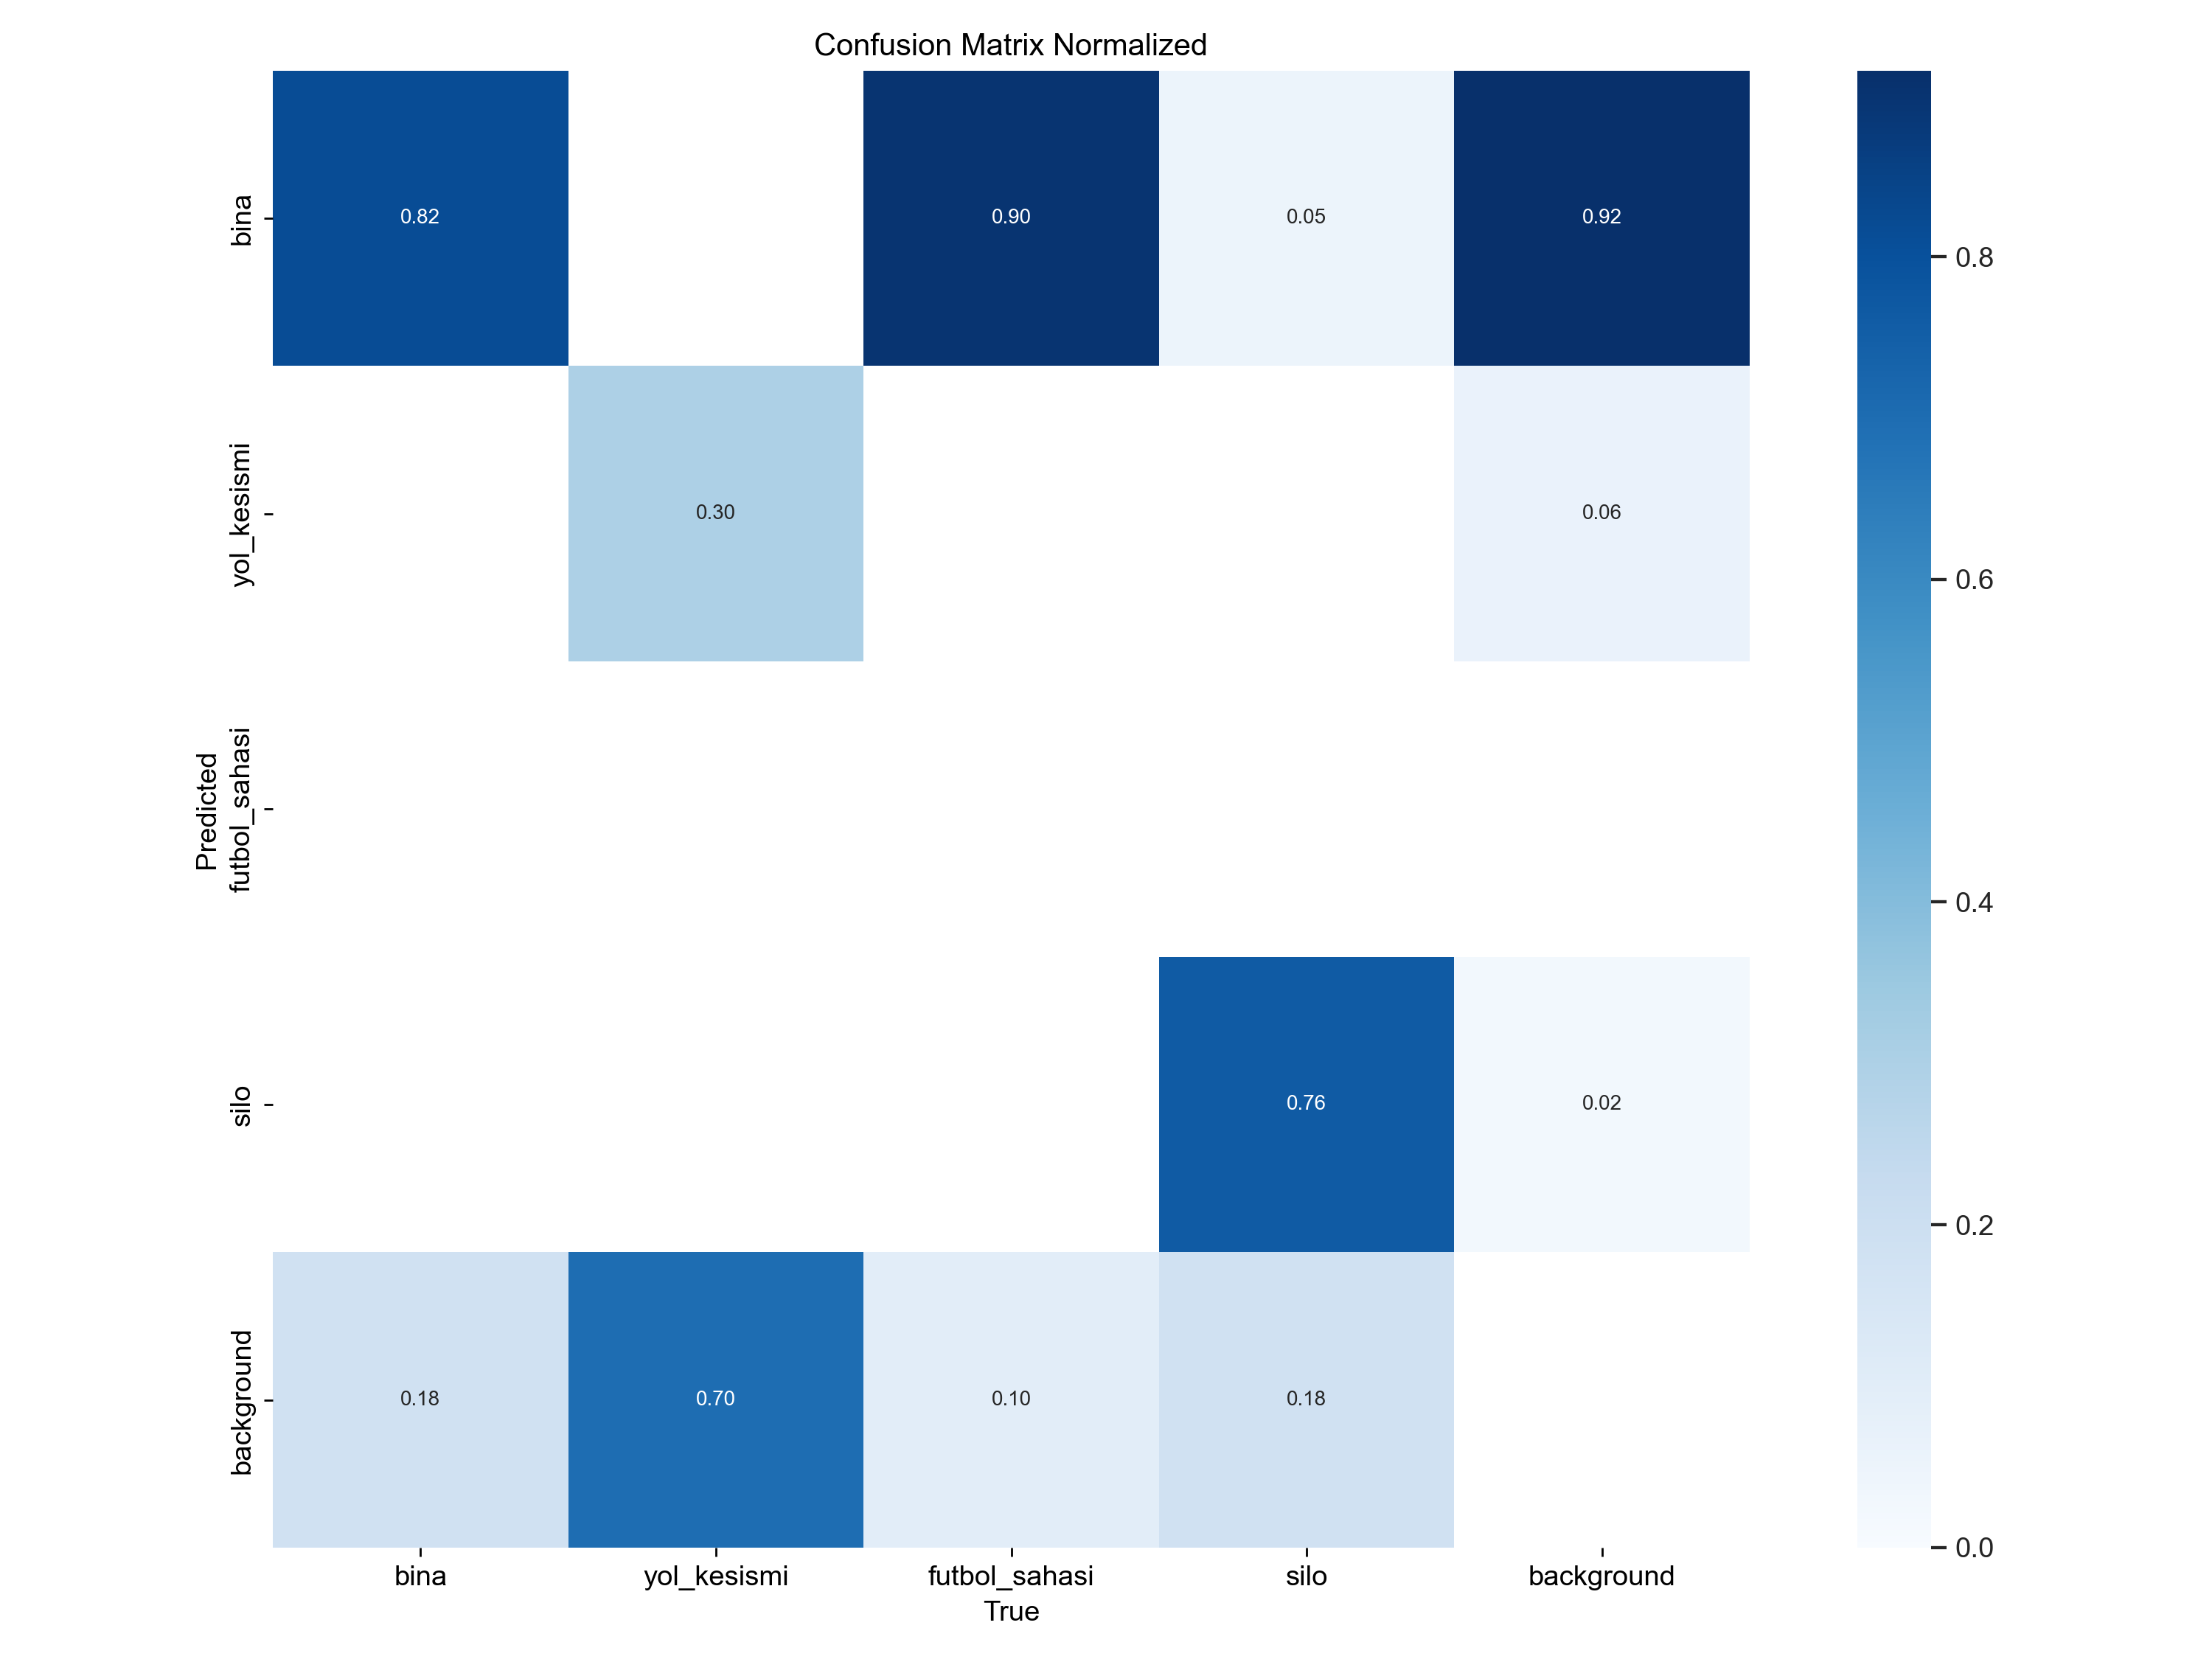 Confusion Matrix Normalized
bina
0.82
0.90
0.05
0.92
yol_kesismi
0.30
0.06
Predicted
futbol_sahasi
silo
0.76
0.02
background
0.18
0.70
0.10
0.18
bina
yol_kesismi
futbol_sahasi
silo
background
True
0.8
0.6
0.4
0.2
0.0